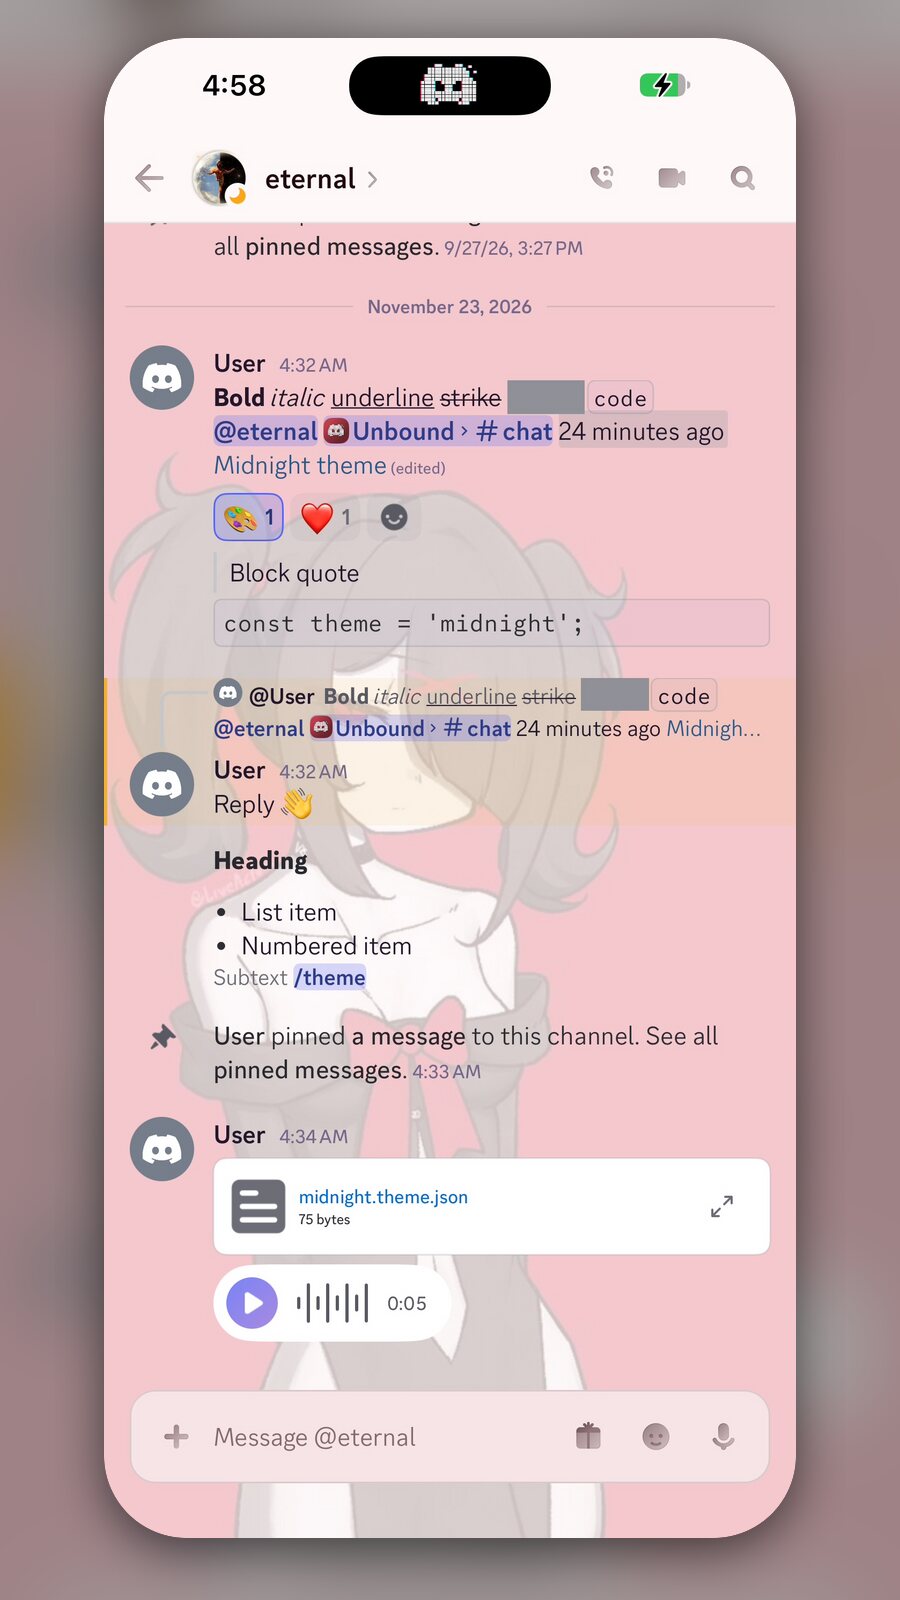 4:58
eternal
all pinned messages. 9/27/26, 3:27 PM
November 23, 2026
User 4:32 AM
Bold italic underline strike code
@eternal Unbound › # chat 24 minutes ago
Midnight theme (edited)
1 1
Block quote
const theme = 'midnight';
@User Bold italic underline strike code
@eternal Unbound › # chat 24 minutes ago Midnigh...
User 4:32 AM
Reply
Heading
• List item
• Numbered item
Subtext /theme
User pinned a message to this channel. See all
pinned messages. 4:33 AM
User 4:34 AM
midnight.theme.json
75 bytes
0:05
Message @eternal